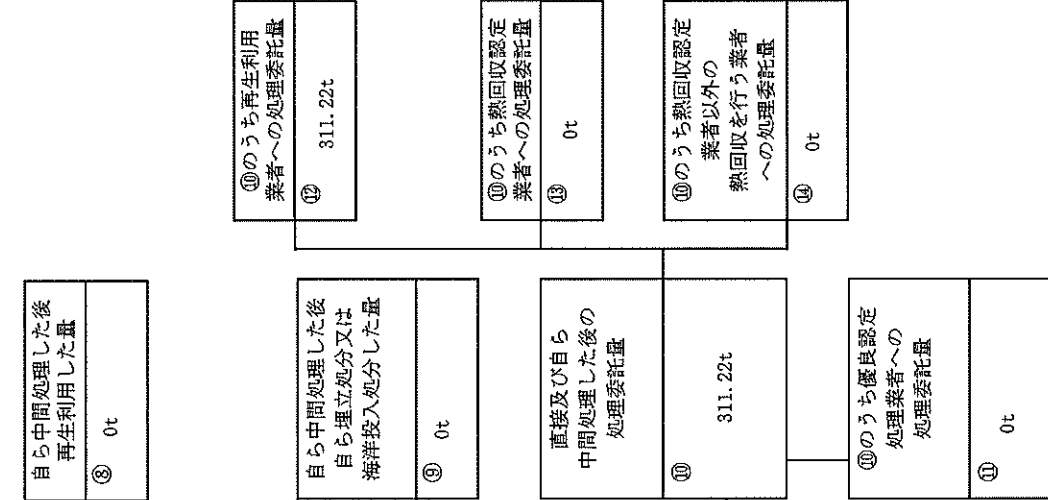 自ら中間処理した後
再生利用した量
⑧
0t
自ら中間処理した後
自ら埋立処分又は
海洋投入処分した量
⑨
0t
直接及び自ら
中間処理した後の
処理委託量
⑩
311.22t
⑩のうち優良認定
処理業者への
処理委託量
⑪
0t
⑩のうち再生利用
業者への処理委託量
⑫
311.22t
⑩のうち熱回収認定
業者への処理委託量
⑬
0t
⑩のうち熱回収認定
業者以外の
熱回収を行う業者
への処理委託量
⑭
0t